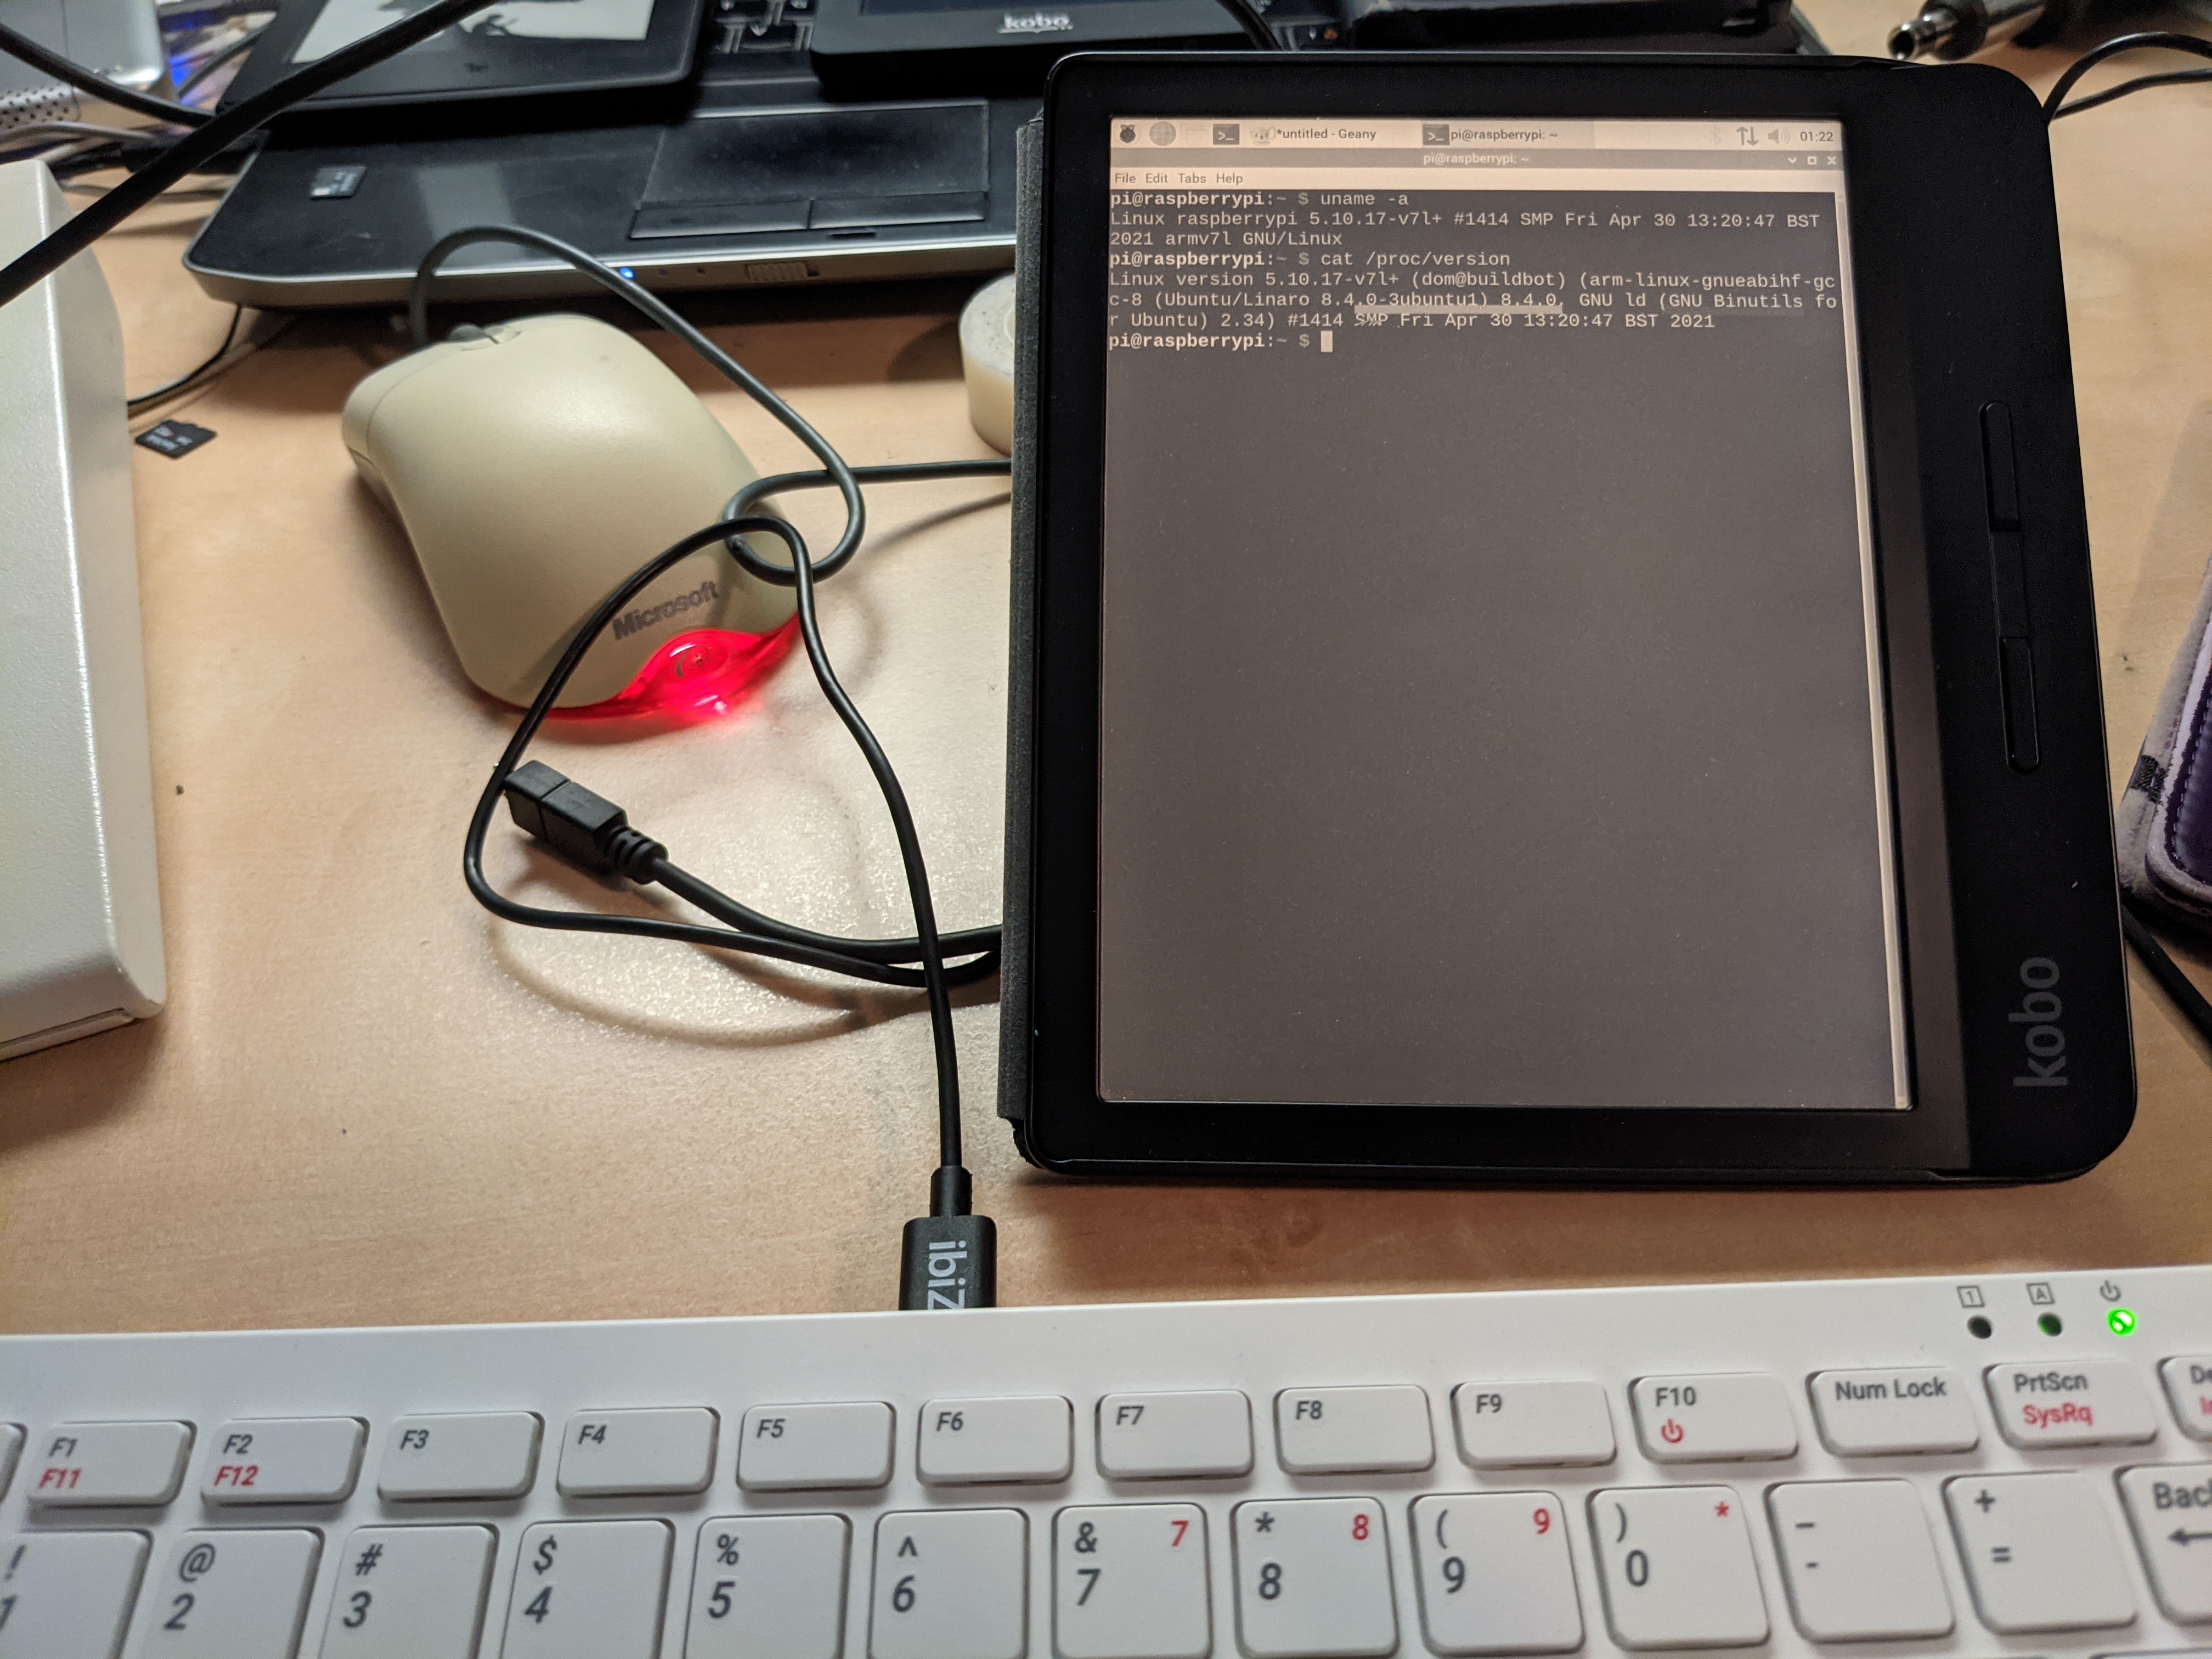 kobo
*untitled - Geany
pi@raspberrypi: ~
01:22
pi@raspberrypi: ~
File Edit Tabs Help
pi@raspberrypi:~ $ uname -a
Linux raspberrypi 5.10.17-v7l+ #1414 SMP Fri Apr 30 13:20:47 BST
2021 armv7l GNU/Linux
pi@raspberrypi:~ $ cat /proc/version
Linux version 5.10.17-v7l+ (dom@buildbot) (arm-linux-gnueabihf-gc
c-8 (Ubuntu/Linaro 8.4.0-3ubuntu1) 8.4.0, GNU ld (GNU Binutils fo
r Ubuntu) 2.34) #1414 SMP Fri Apr 30 13:20:47 BST 2021
pi@raspberrypi:~ $
Microsoft
kobo
ibiZ
1 A
F1 F2 F3 F4 F5 F6 F7 F8 F9 F10 Num Lock PrtScn
F11 F12 SysRq
! @ # $ % ^ & 7 * 8 ( 9 ) * _ +
1 2 3 4 5 6 7 8 9 0 - =